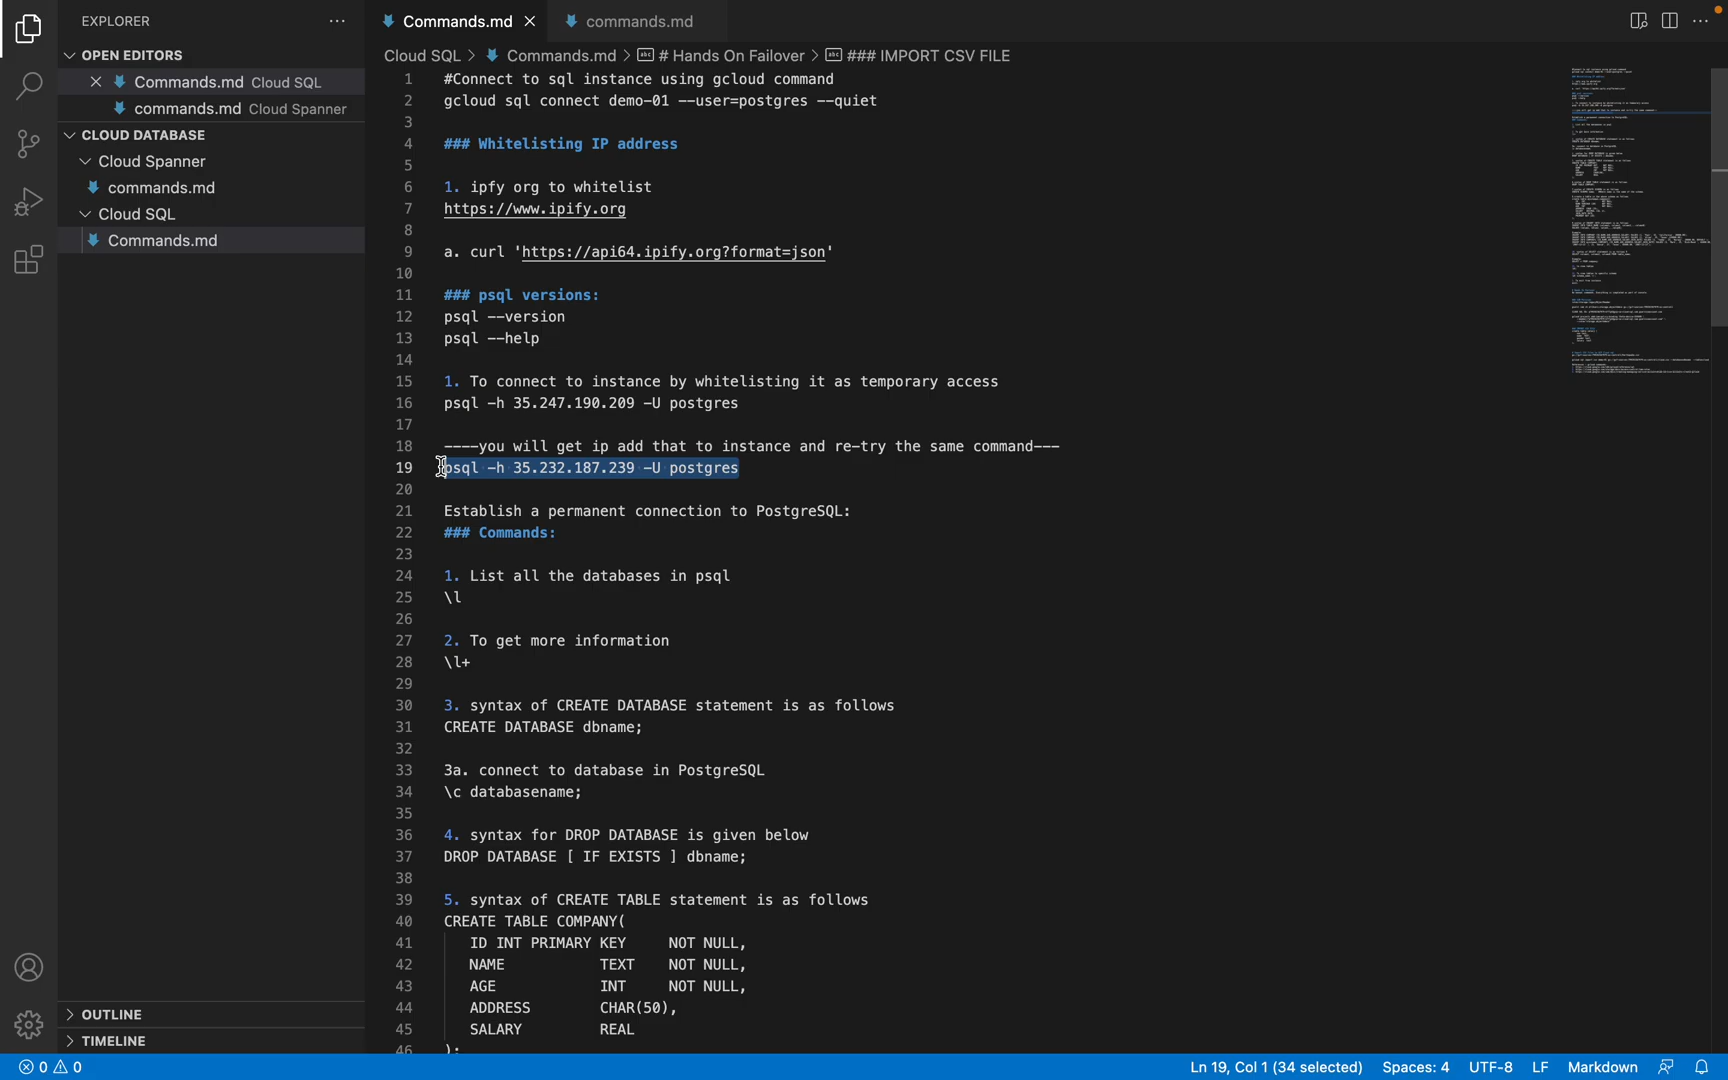 EXPLORER
OPEN EDITORS
Commands.md Cloud SQL
commands.md Cloud Spanner
CLOUD DATABASE
Cloud Spanner
commands.md
Cloud SQL
Commands.md
OUTLINE
TIMELINE
Commands.md
commands.md
Cloud SQL > Commands.md > # Hands On Failover > ### IMPORT CSV FILE
1 #Connect to sql instance using gcloud command
2 gcloud sql connect demo-01 --user=postgres --quiet
3
4 ### Whitelisting IP address
5
6 1. ipfy org to whitelist
7 https://www.ipify.org
8
9 a. curl 'https://api64.ipify.org?format=json'
10
11 ### psql versions:
12 psql --version
13 psql --help
14
15 1. To connect to instance by whitelisting it as temporary access
16 psql -h 35.247.190.209 -U postgres
17
18 ----you will get ip add that to instance and re-try the same command---
19 psql -h 35.232.187.239 -U postgres
20
21 Establish a permanent connection to PostgreSQL:
22 ### Commands:
23
24 1. List all the databases in psql
25 \l
26
27 2. To get more information
28 \l+
29
30 3. syntax of CREATE DATABASE statement is as follows
31 CREATE DATABASE dbname;
32
33 3a. connect to database in PostgreSQL
34 \c databasename;
35
36 4. syntax for DROP DATABASE is given below
37 DROP DATABASE [ IF EXISTS ] dbname;
38
39 5. syntax of CREATE TABLE statement is as follows
40 CREATE TABLE COMPANY(
41 ID INT PRIMARY KEY NOT NULL,
42 NAME TEXT NOT NULL,
43 AGE INT NOT NULL,
44 ADDRESS CHAR(50),
45 SALARY REAL
46 );
0 0
Ln 19, Col 1 (34 selected) Spaces: 4 UTF-8 LF Markdown